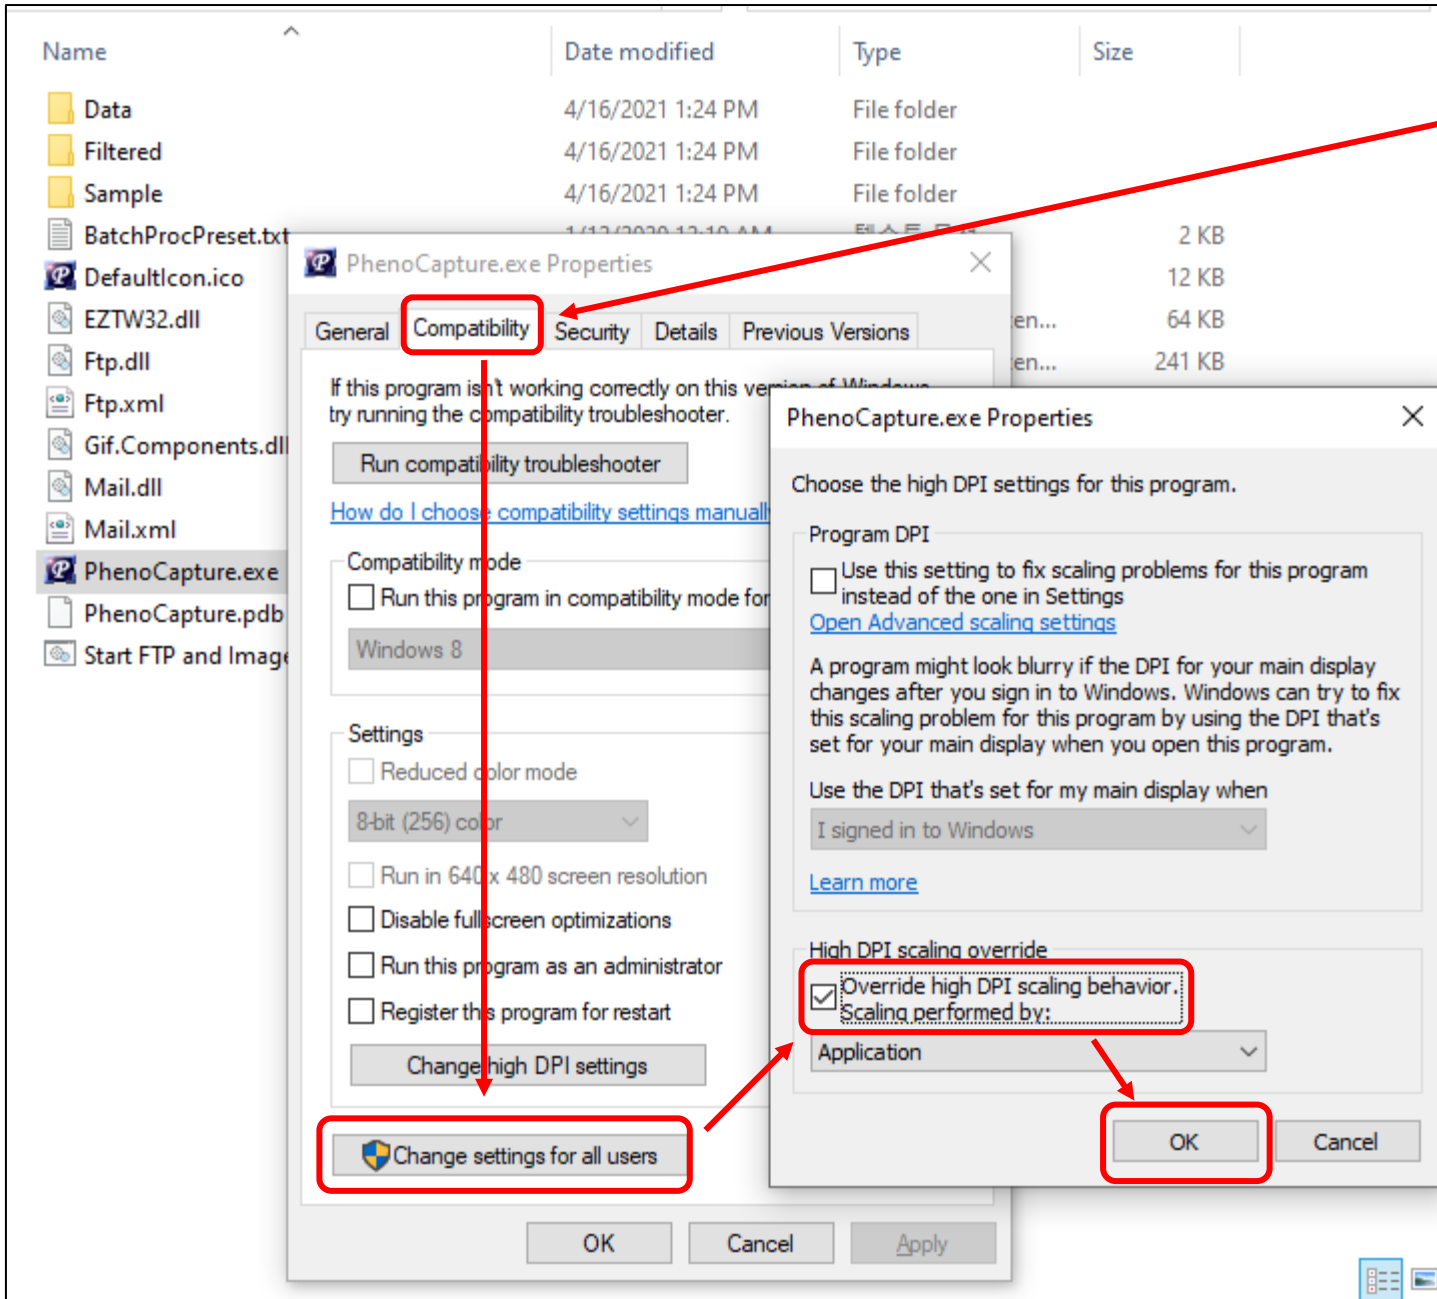 Name Date modified Type Size
Data 4/16/2021 1:24 PM File folder
Filtered 4/16/2021 1:24 PM File folder
Sample 4/16/2021 1:24 PM File folder
BatchProcPreset.txt 2 KB
DefaultIcon.ico 12 KB
EZTW32.dll 64 KB
Ftp.dll 241 KB
Ftp.xml
Gif.Components.dll
Mail.dll
Mail.xml
PhenoCapture.exe
PhenoCapture.pdb
Start FTP and Image
PhenoCapture.exe Properties
General Compatibility Security Details Previous Versions
If this program isn't working correctly on this version of Windows
try running the compatibility troubleshooter.
Run compatibility troubleshooter
How do I choose compatibility settings manually
Compatibility mode
Run this program in compatibility mode for
Windows 8
Settings
Reduced color mode
8-bit (256) color
Run in 640 x 480 screen resolution
Disable fullscreen optimizations
Run this program as an administrator
Register this program for restart
Change high DPI settings
Change settings for all users
OK Cancel Apply
PhenoCapture.exe Properties
Choose the high DPI settings for this program.
Program DPI
Use this setting to fix scaling problems for this program
instead of the one in Settings
Open Advanced scaling settings
A program might look blurry if the DPI for your main display
changes after you sign in to Windows. Windows can try to fix
this scaling problem for this program by using the DPI that's
set for your main display when you open this program.
Use the DPI that's set for my main display when
I signed in to Windows
Learn more
High DPI scaling override
Override high DPI scaling behavior.
Scaling performed by:
Application
OK Cancel